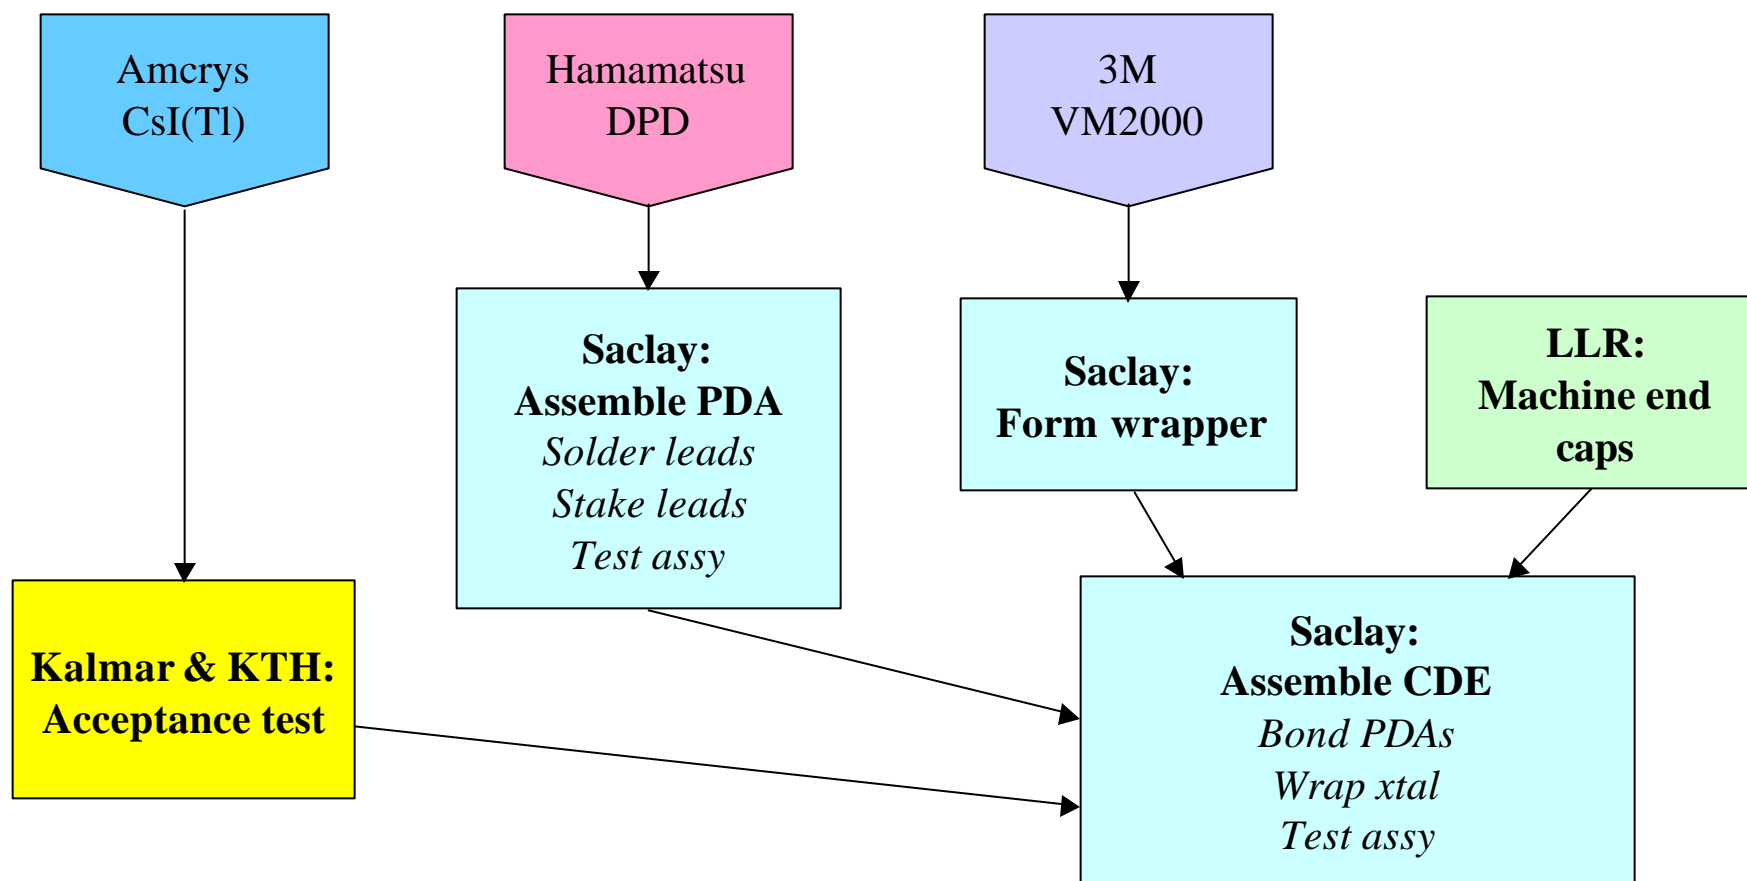 Amcrys
CsI(Tl)
Hamamatsu
DPD
3M
VM2000
Saclay:
Assemble PDA
Solder leads
Stake leads
Test assy
Saclay:
Form wrapper
LLR:
Machine end
caps
Kalmar & KTH:
Acceptance test
Saclay:
Assemble CDE
Bond PDAs
Wrap xtal
Test assy